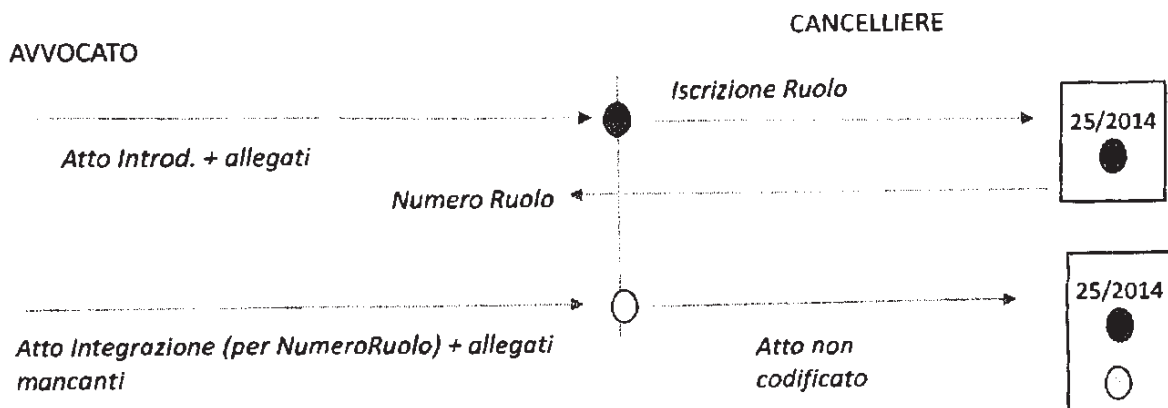 CANCELLIERE
AVVOCATO
Iscrizione Ruolo
25/2014
Atto Introd. + allegati
Numero Ruolo
25/2014
Atto Integrazione (per NumeroRuolo) + allegati
mancanti
Atto non
codificato